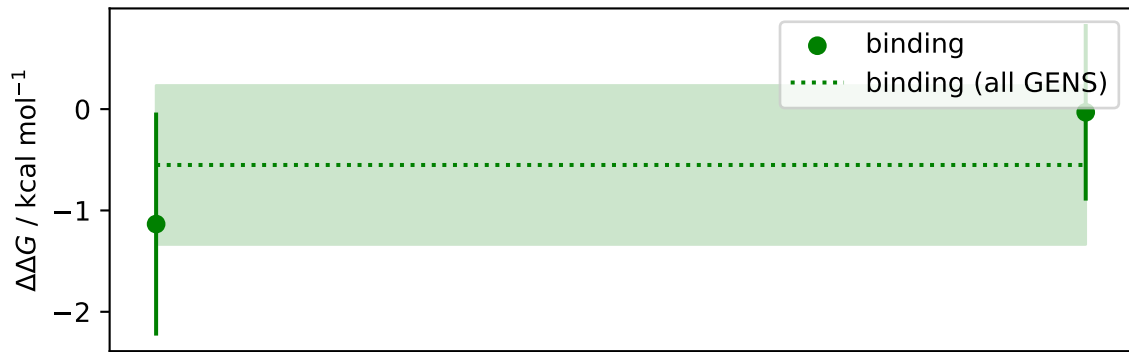 ΔΔG / kcal mol⁻¹
0
−1
−2
binding
binding (all GENS)